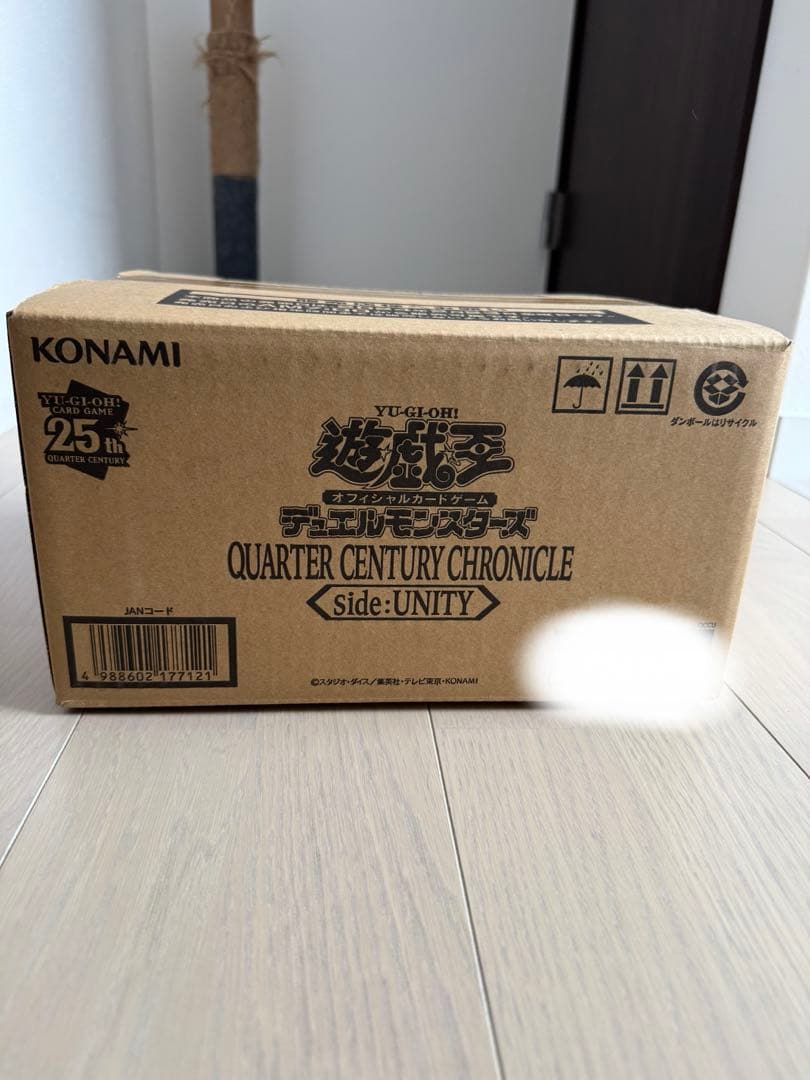 KONAMI
YU-GI-OH!
CARD GAME
25th
QUARTER CENTURY
YU-GI-OH!
遊☆戯☆王
オフィシャルカードゲーム
デュエルモンスターズ
QUARTER CENTURY CHRONICLE
side:UNITY
ダンボールはリサイクル
JANコード
4 988602 177121
©スタジオ・ダイス/集英社・テレビ東京・KONAMI